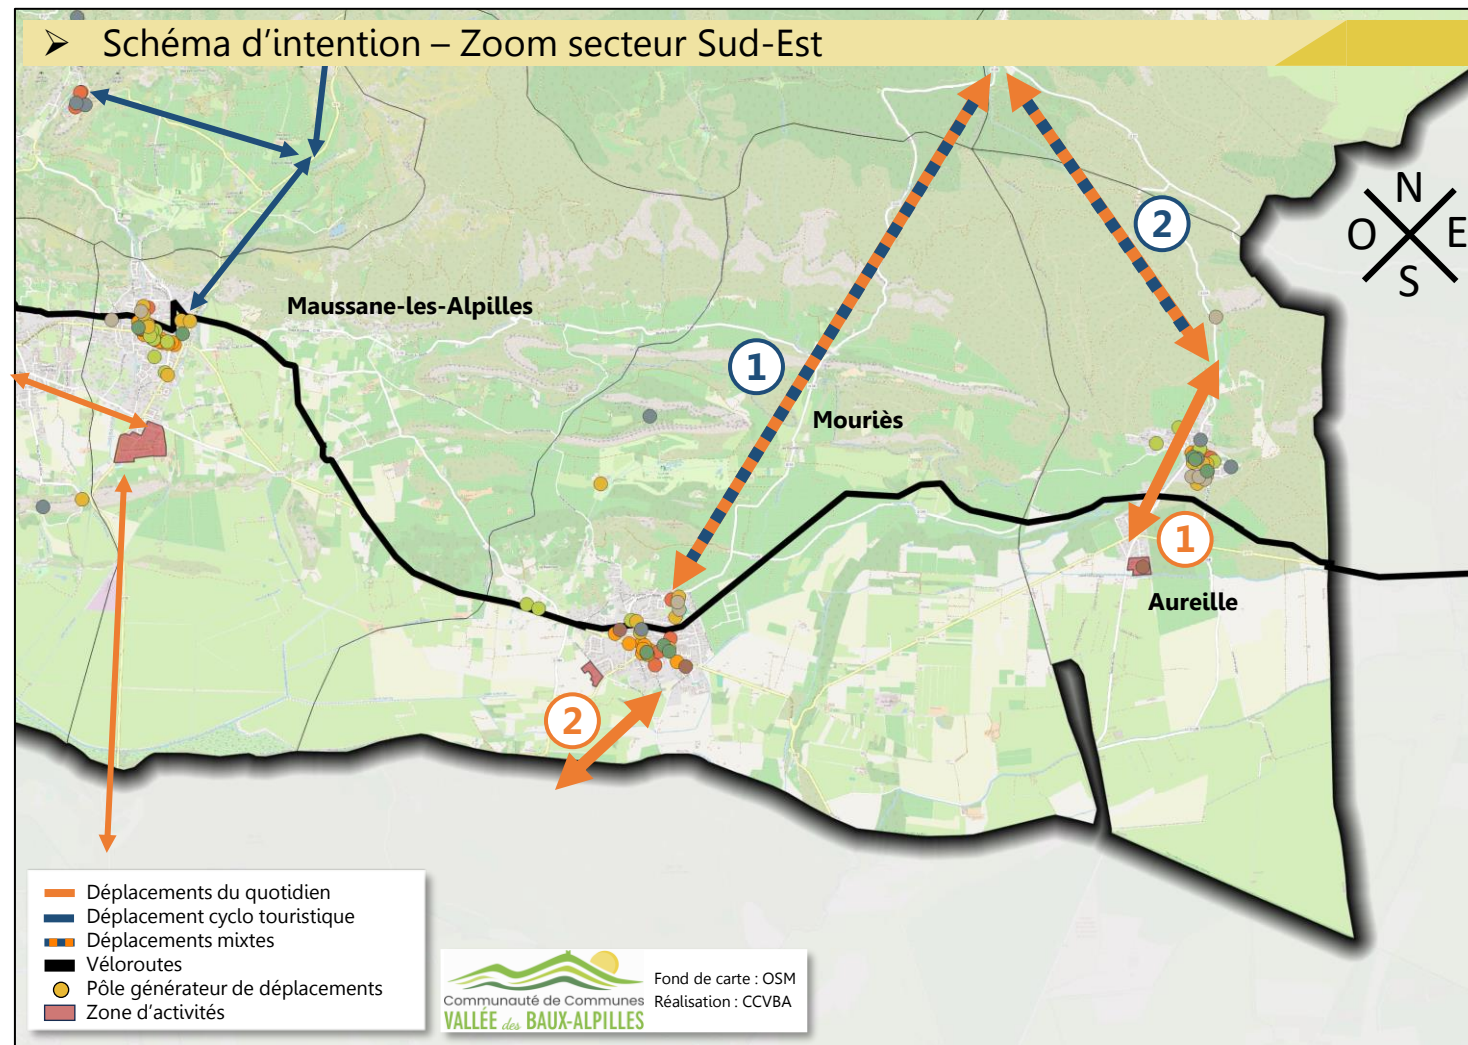 ➢ Schéma d'intention – Zoom secteur Sud-Est
N
O E
S
2
Maussane-les-Alpilles
1
Mouriès
1
Aureille
2
Déplacements du quotidien
Déplacement cyclo touristique
Déplacements mixtes
Véloroutes
Pôle générateur de déplacements
Zone d'activités
Communauté de Communes
VALLÉE des BAUX-ALPILLES
Fond de carte : OSM
Réalisation : CCVBA